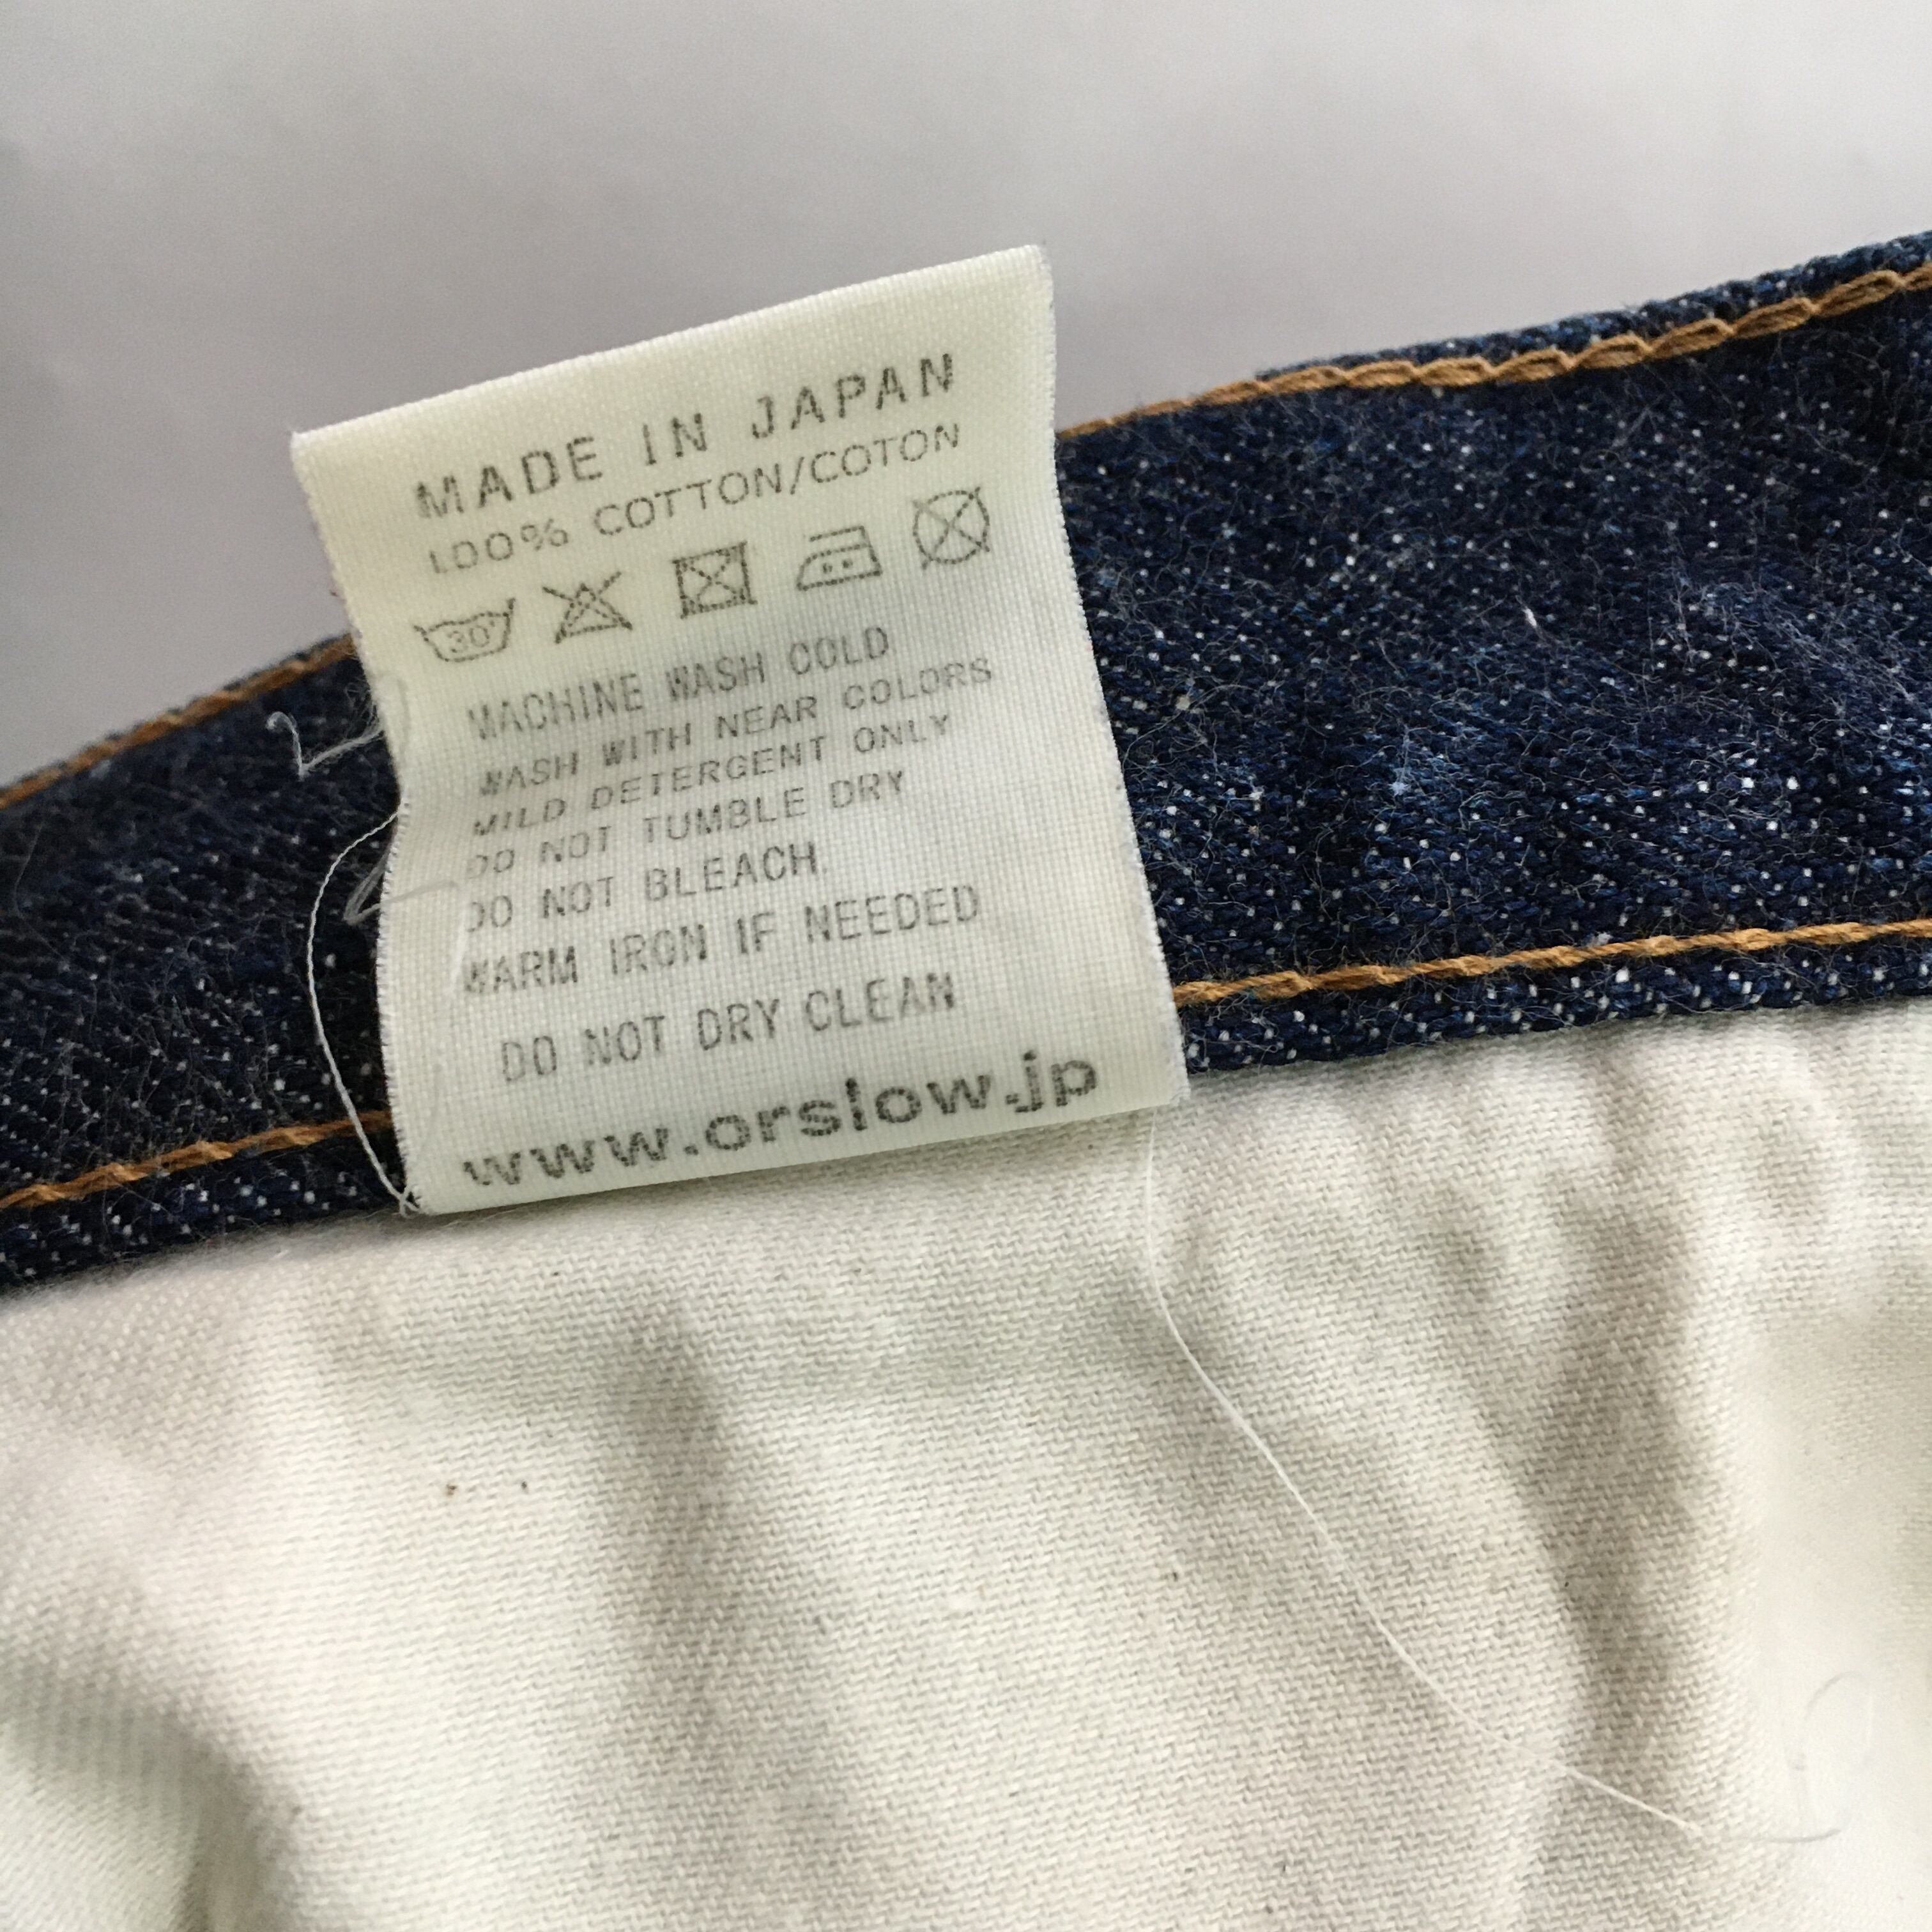 MADE IN JAPAN
100% COTTON/COTON
30°
MACHINE WASH COLD
WASH WITH NEAR COLORS
MILD DETERGENT ONLY
DO NOT TUMBLE DRY
DO NOT BLEACH.
WARM IRON IF NEEDED
DO NOT DRY CLEAN
www.orslow.jp